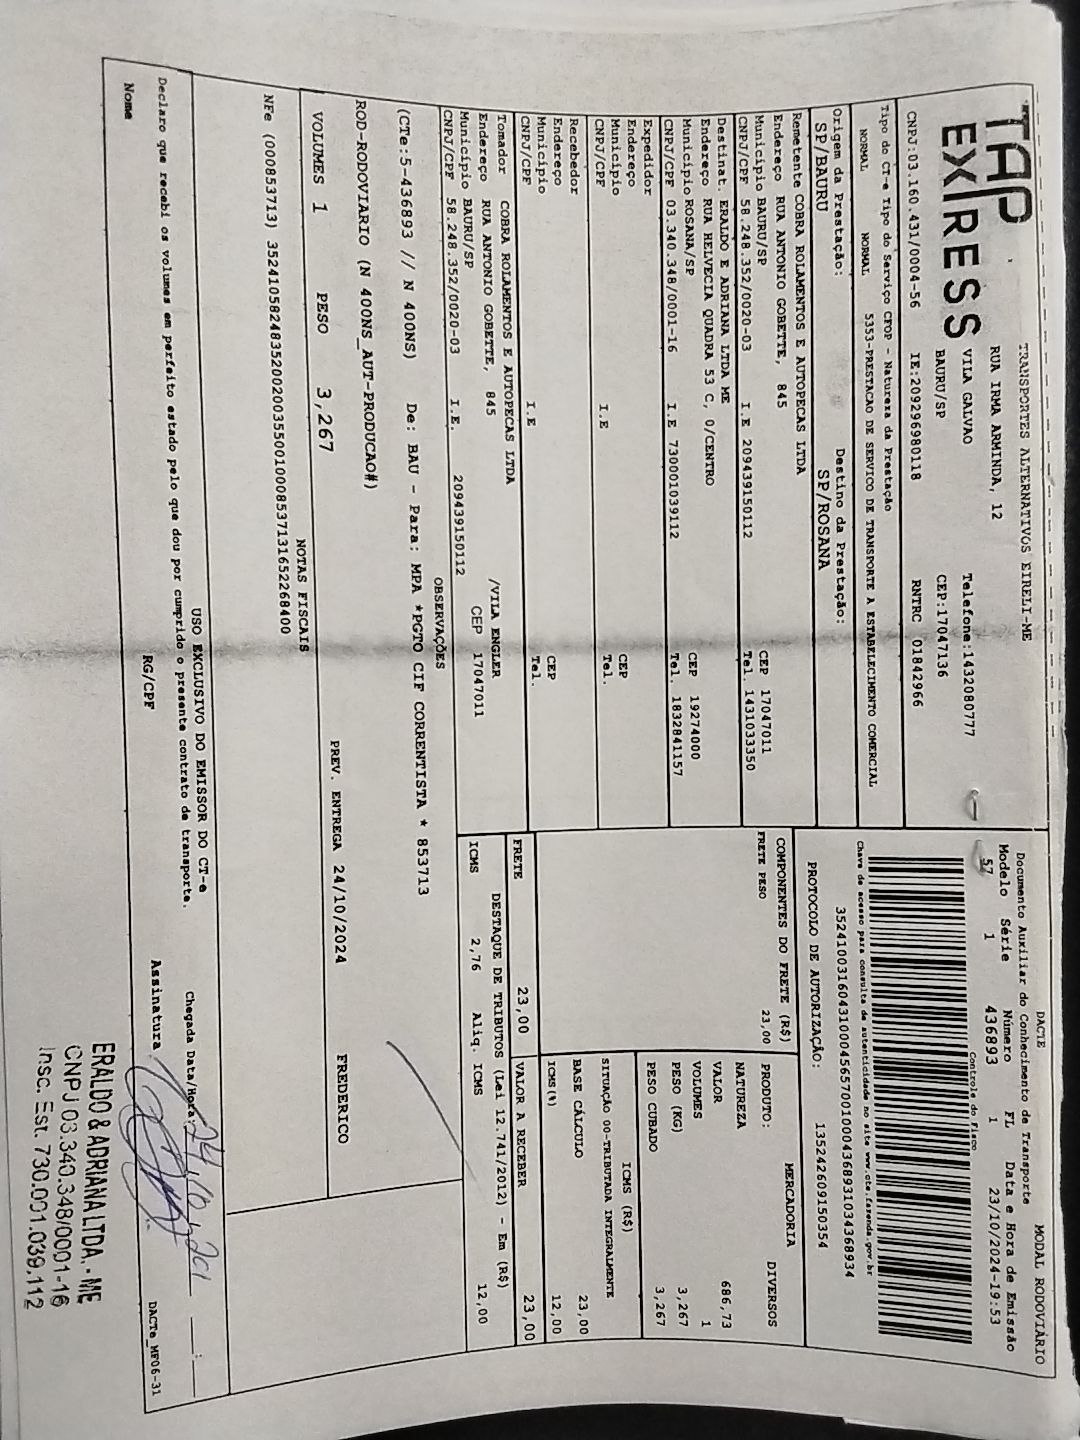 TAP EXPRESS
TRANSPORTES ALTERNATIVOS EIRELI-ME
RUA IRMA ARMINDA, 12
VILA GALVAO Telefone:1432080777
BAURU/SP CEP:17047136
CNPJ:03.160.431/0004-56 IE:209296980118 RNTRC 01842966
Tipo do CT-e Tipo do Serviço CFOP - Natureza da Prestação
NORMAL NORMAL 5353-PRESTACAO DE SERVICO DE TRANSPORTE A ESTABELECIMENTO COMERCIAL
Origem da Prestação: Destino da Prestação:
SP/BAURU SP/ROSANA
Remetente COBRA ROLAMENTOS E AUTOPECAS LTDA
Endereço RUA ANTONIO GOBETTE, 845
Município BAURU/SP CEP 17047011
CNPJ/CPF 58.248.352/0020-03 I.E 209439150112 Tel. 1431033350
Destinat. ERALDO E ADRIANA LTDA ME
Endereço RUA HELVECIA QUADRA 53 C, 0/CENTRO
Município ROSANA/SP CEP 19274000
CNPJ/CPF 03.340.348/0001-16 I.E 730001039112 Tel. 1832841157
Expedidor
Endereço
Município CEP
CNPJ/CPF I.E Tel.
Recebedor
Endereço
Município CEP
CNPJ/CPF I.E Tel.
Tomador COBRA ROLAMENTOS E AUTOPECAS LTDA
Endereço RUA ANTONIO GOBETTE, 845 /VILA ENGLER
Município BAURU/SP CEP 17047011
CNPJ/CPF 58.248.352/0020-03 I.E. 209439150112
DACTE MODAL RODOVIÁRIO
Documento Auxiliar do Conhecimento de Transporte
Modelo Série Número FL Data e Hora de Emissão
57 1 436893 1 23/10/2024-19:53
Controle do Fisco
Chave de acesso para consulta de autenticidade no site www.cte.fazenda.gov.br
35241003160431000456570010004368931034368934
PROTOCOLO DE AUTORIZAÇÃO: 135242609150354
COMPONENTES DO FRETE (R$)
FRETE PESO 23,00
MERCADORIA
PRODUTO: DIVERSOS
NATUREZA
VALOR 686,73
VOLUMES 1
PESO (KG) 3,267
PESO CUBADO 3,267
ICMS (R$)
SITUAÇÃO 00-TRIBUTADA INTEGRALMENTE
BASE CÁLCULO 23,00
ICMS(%) 12,00
FRETE 23,00 VALOR A RECEBER 23,00
DESTAQUE DE TRIBUTOS (Lei 12.741/2012) - Em (R$)
ICMS 2,76 Aliq. ICMS 12,00
OBSERVAÇÕES
(CTe:5-436893 // N 400NS) De: BAU - Para: MPA *PGTO CIF CORRENTISTA * 853713
ROD-RODOVIARIO (N 400NS_AUT-PRODUCAO#)
VOLUMES 1 PESO 3,267 PREV. ENTREGA 24/10/2024 FREDERICO
NOTAS FISCAIS
NFe (000853713) 35241058248352002003550010008537131652268400
USO EXCLUSIVO DO EMISSOR DO CT-e
Declaro que recebi os volumes em perfeito estado pelo que dou por cumprido o presente contrato de transporte.
Chegada Data/Hora: :
Nome RG/CPF Assinatura
DACTe_MF06-31
ERALDO & ADRIANA LTDA. - ME
CNPJ 03.340.348/0001-16
Insc. Est. 730.001.039.112